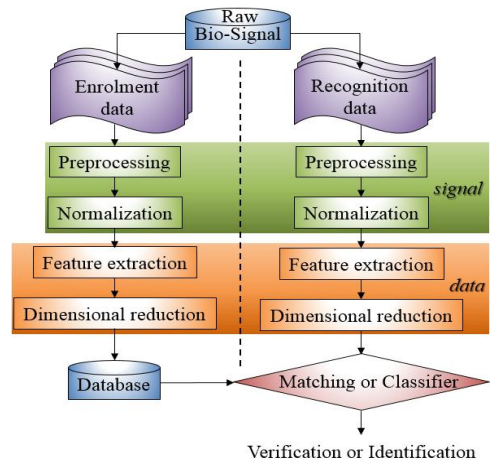 Raw
Bio-Signal
Enrolment
data
Recognition
data
Preprocessing
Preprocessing
signal
Normalization
Normalization
Feature extraction
Feature extraction
data
Dimensional reduction
Dimensional reduction
Database
Matching or Classifier
Verification or Identification